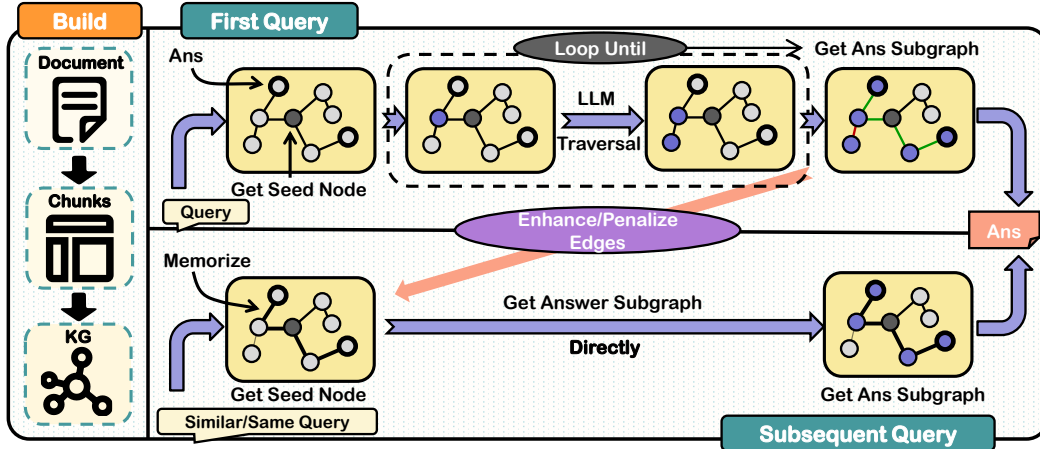 Build
First Query
Document
Chunks
KG
Ans
Loop Until
Get Ans Subgraph
LLM
Traversal
Get Seed Node
Query
Enhance/Penalize
Edges
Ans
Memorize
Get Answer Subgraph
Directly
Get Seed Node
Get Ans Subgraph
Similar/Same Query
Subsequent Query